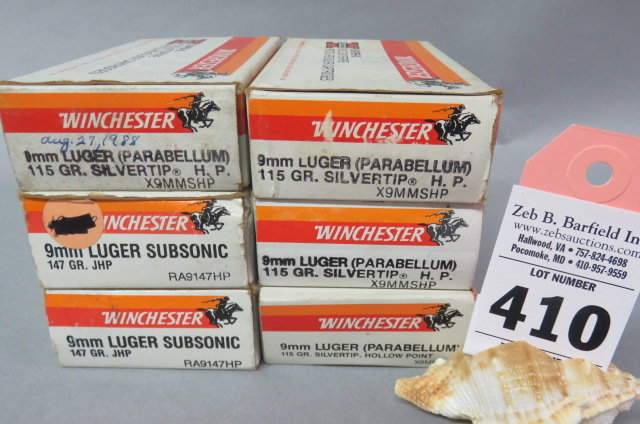 WINCHESTER
Aug. 27, 1988
9mm LUGER (PARABELLUM)
115 GR. SILVERTIP® H. P.
X9MMSHP
WINCHESTER
9mm LUGER (PARABELLUM)
115 GR. SILVERTIP® H. P.
X9MMSHP
WINCHESTER
9mm LUGER SUBSONIC
147 GR. JHP
RA9147HP
WINCHESTER
9mm LUGER (PARABELLUM)
115 GR. SILVERTIP® H. P.
X9MMSHP
WINCHESTER
9mm LUGER SUBSONIC
147 GR. JHP
RA9147HP
WINCHESTER
9mm LUGER (PARABELLUM)
115 GR. SILVERTIP, HOLLOW POINT
X9MMSHP
Zeb B. Barfield In
www.zebsauctions.com
Hallwood, VA • 757-824-4698
Pocomoke, MD • 410-957-9559
LOT NUMBER
410